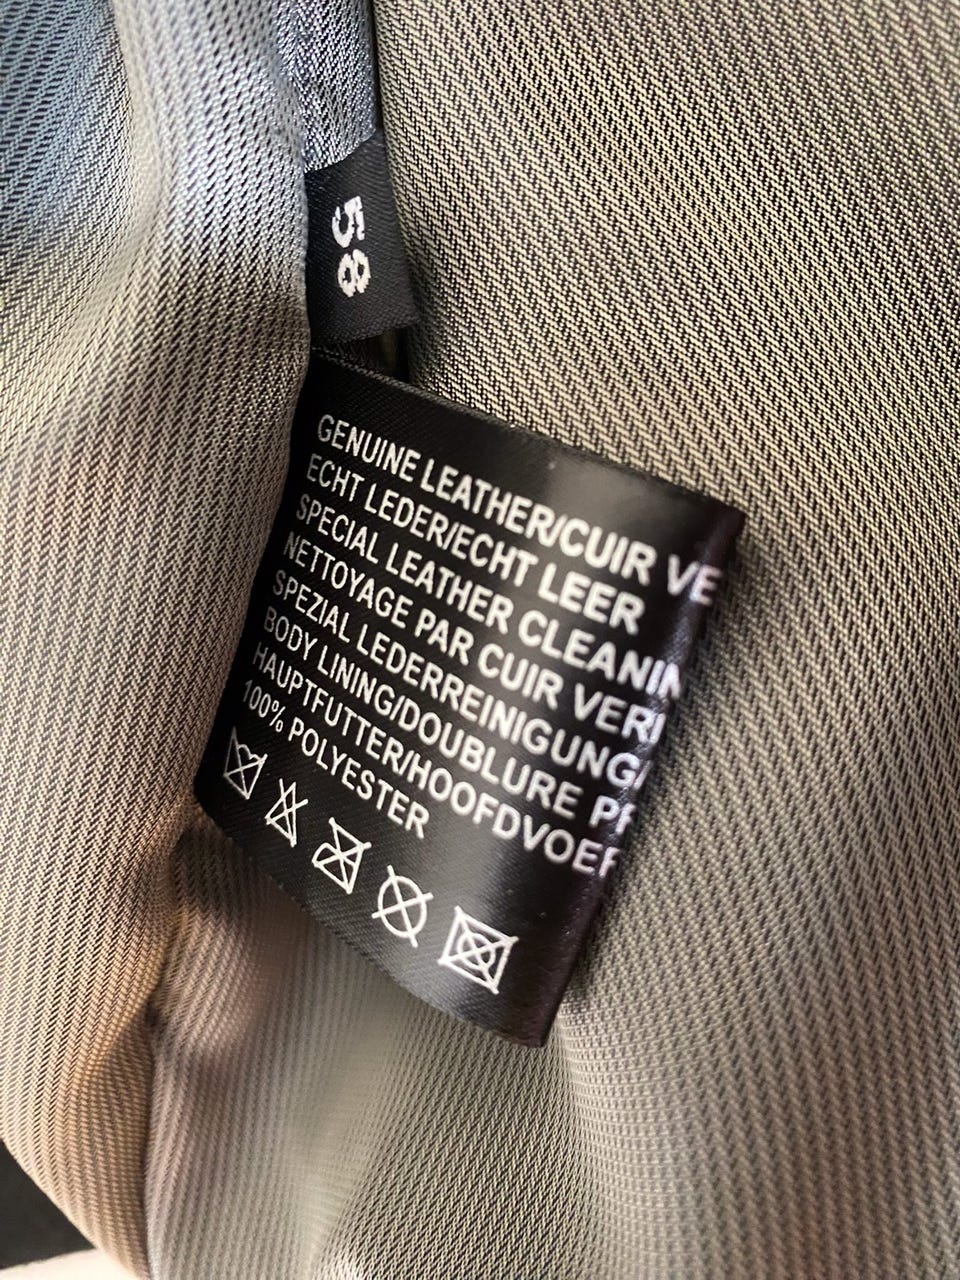 58
GENUINE LEATHER/CUIR VE
ECHT LEDER/ECHT LEER
SPECIAL LEATHER CLEANIN
NETTOYAGE PAR CUIR VERI
SPEZIAL LEDERREINIGUNG/
BODY LINING/DOUBLURE PR
HAUPTFUTTER/HOOFDVOER
100% POLYESTER